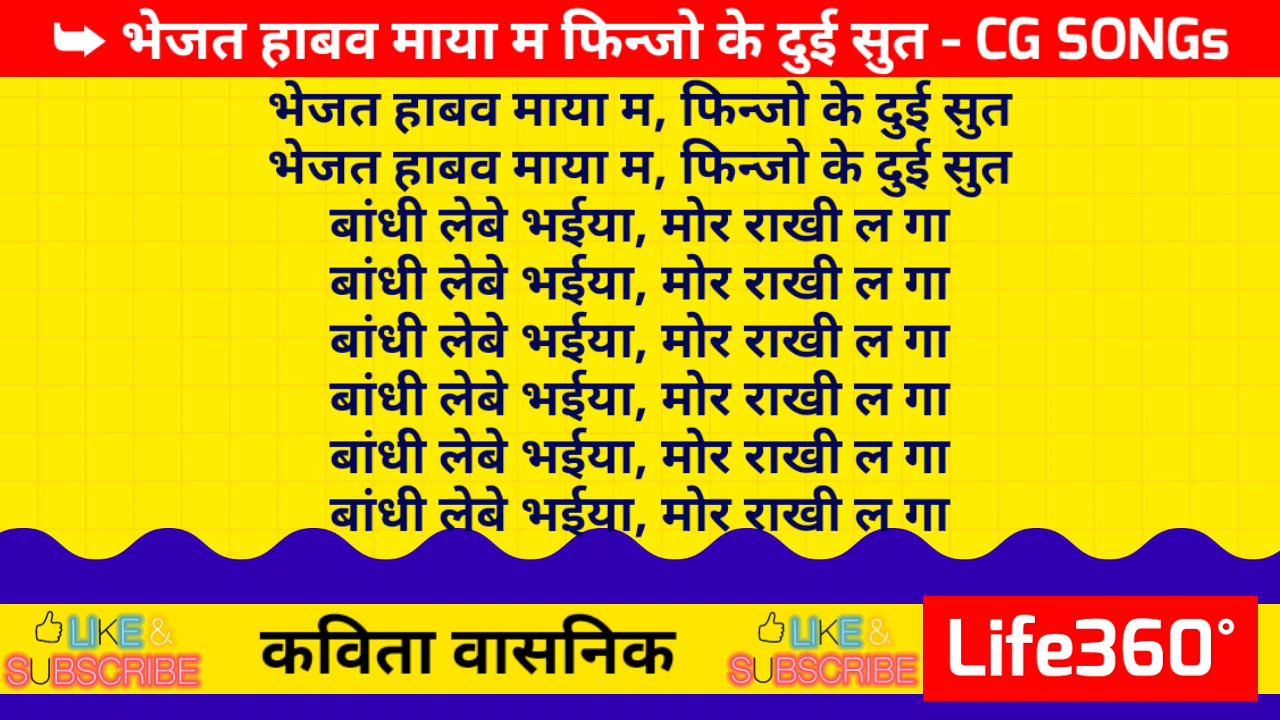 ➥ भेजत हाबव माया म फिन्जो के दुई सुत - CG SONGs
भेजत हाबव माया म, फिन्जो के दुई सुत
भेजत हाबव माया म, फिन्जो के दुई सुत
बांधी लेबे भईया, मोर राखी ल गा
बांधी लेबे भईया, मोर राखी ल गा
बांधी लेबे भईया, मोर राखी ल गा
बांधी लेबे भईया, मोर राखी ल गा
बांधी लेबे भईया, मोर राखी ल गा
बांधी लेबे भईया, मोर राखी ल गा
LIKE &
SUBSCRIBE
कविता वासनिक
LIKE &
SUBSCRIBE
Life360°